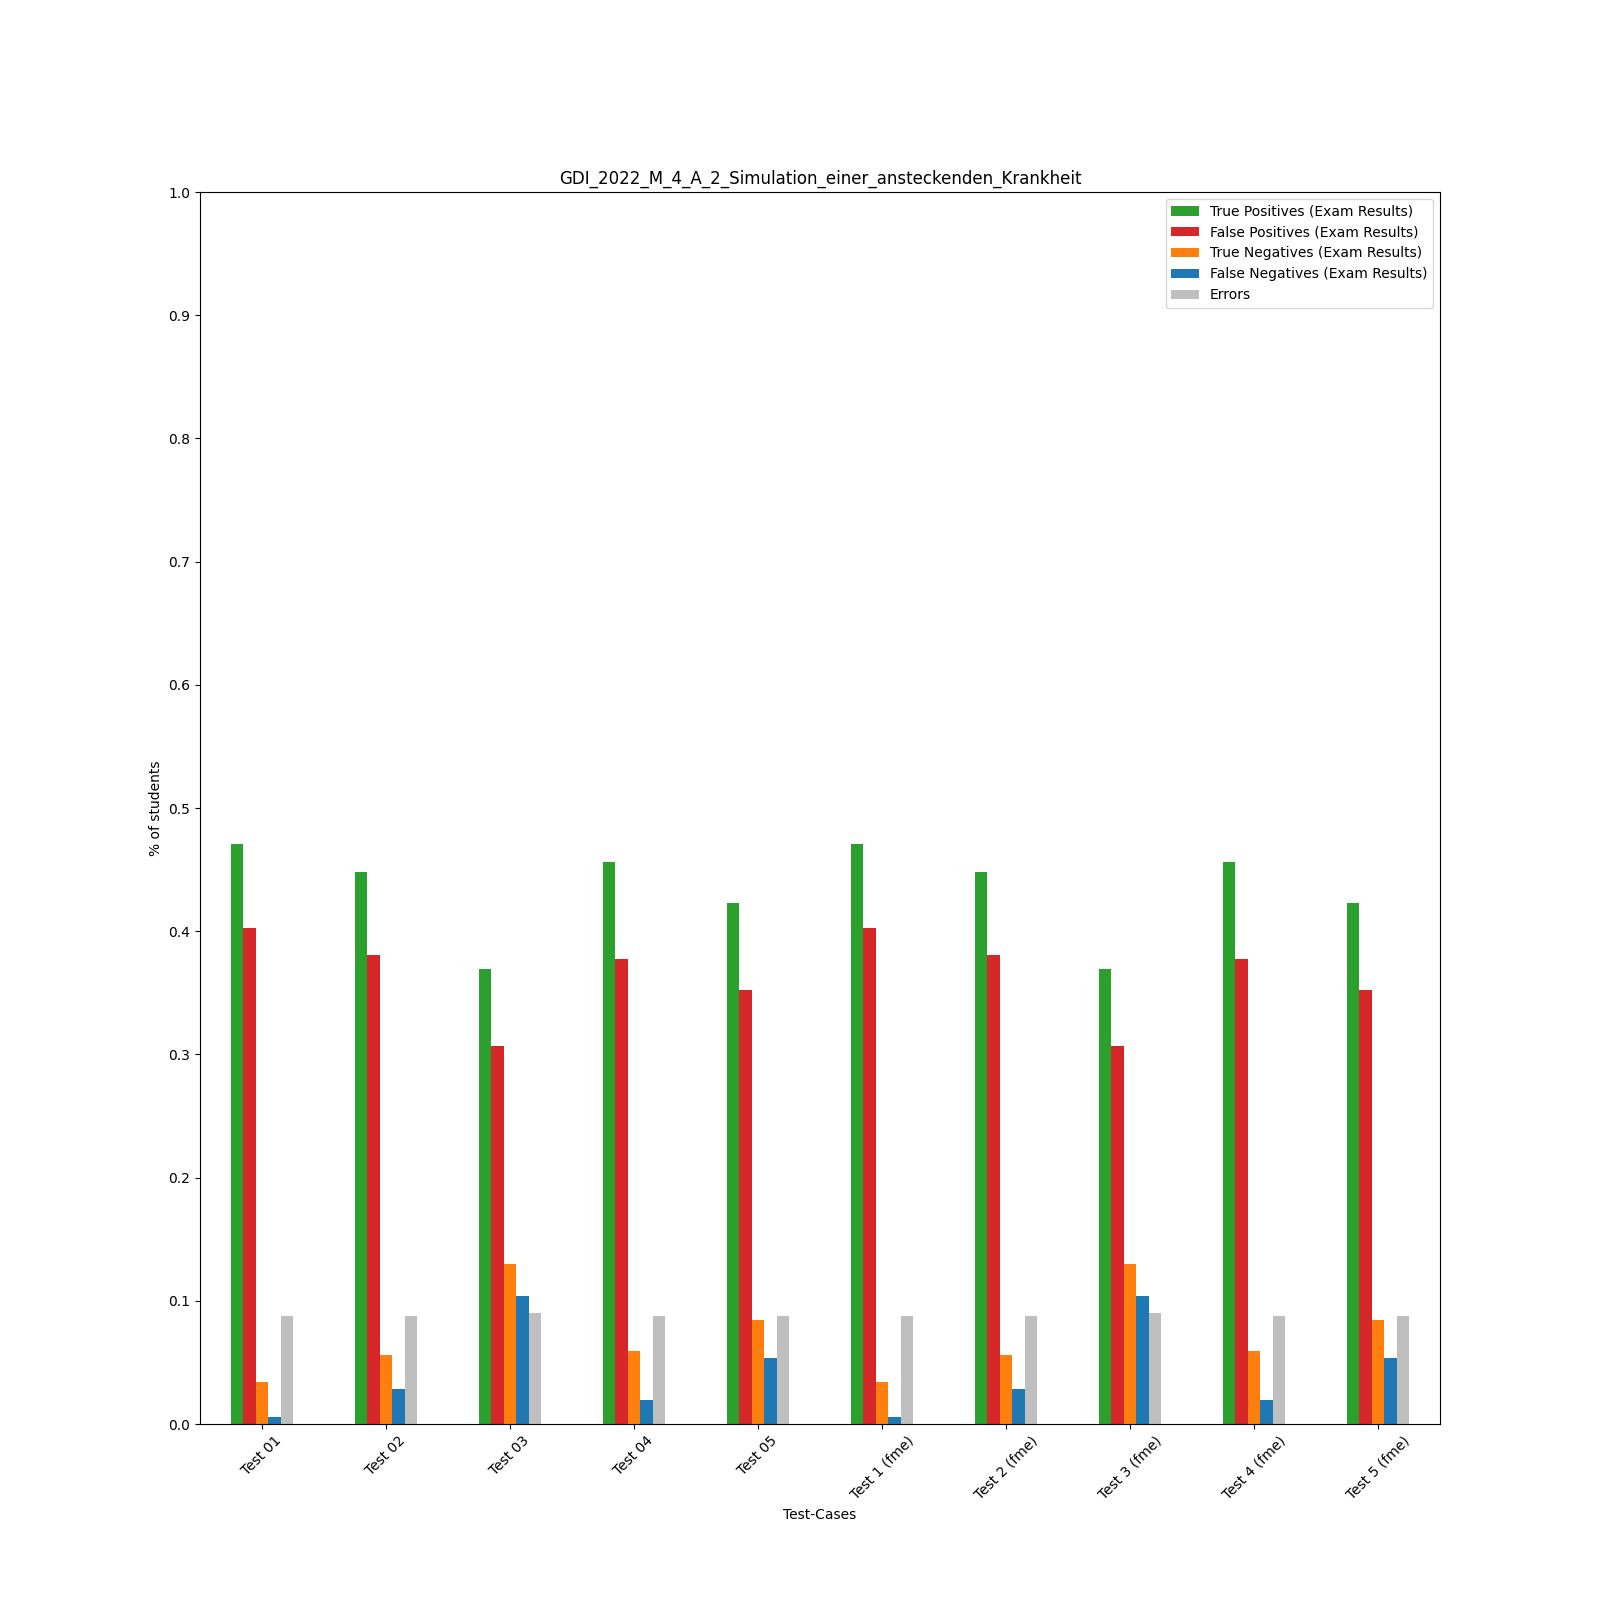 GDI_2022_M_4_A_2_Simulation_einer_ansteckenden_Krankheit
True Positives (Exam Results)
False Positives (Exam Results)
True Negatives (Exam Results)
False Negatives (Exam Results)
Errors
% of students
1.0
0.9
0.8
0.7
0.6
0.5
0.4
0.3
0.2
0.1
0.0
Test 01
Test 02
Test 03
Test 04
Test 05
Test 1 (fme)
Test 2 (fme)
Test 3 (fme)
Test 4 (fme)
Test 5 (fme)
Test-Cases